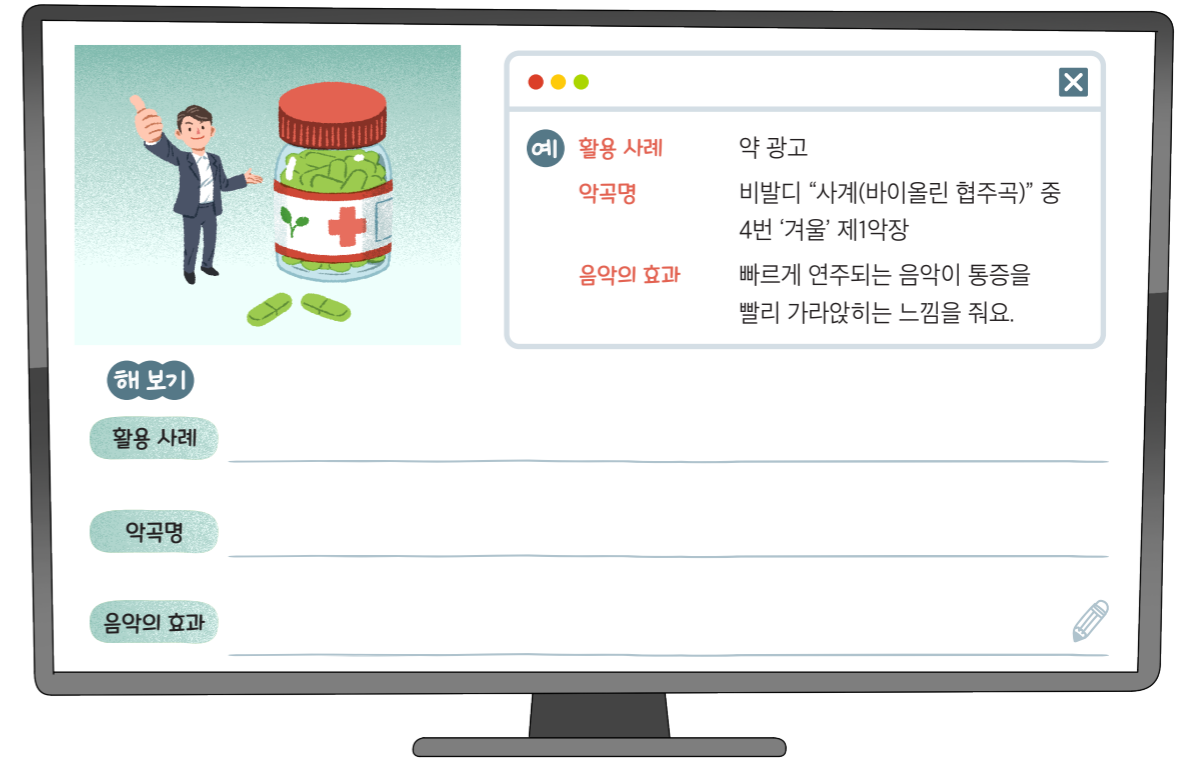 예 활용 사례 약 광고
악곡명 비발디 “사계(바이올린 협주곡)” 중
4번 ‘겨울’ 제1악장
음악의 효과 빠르게 연주되는 음악이 통증을
빨리 가라앉히는 느낌을 줘요.
해 보기
활용 사례
악곡명
음악의 효과